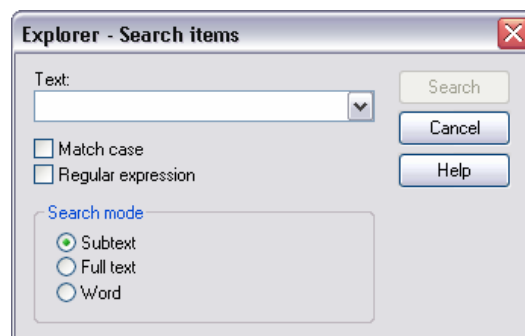 Explorer - Search items
Text:
Search
Cancel
Match case
Regular expression
Help
Search mode
Subtext
Full text
Word